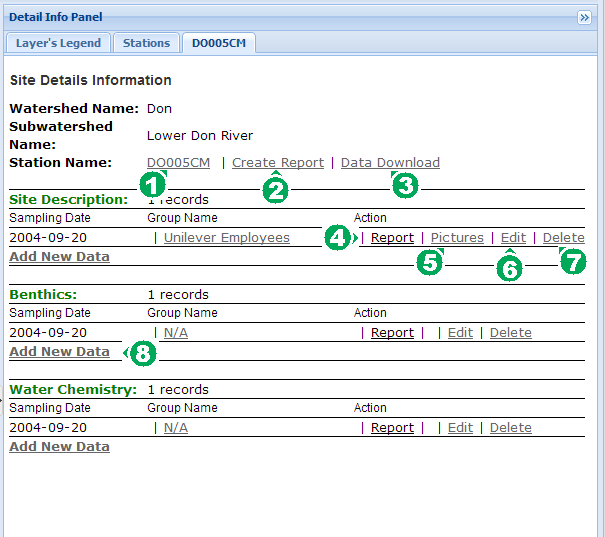 Detail Info Panel
Layer's Legend Stations DO005CM
Site Details Information
Watershed Name: Don
Subwatershed
Name: Lower Don River
Station Name: DO005CM | Create Report | Data Download
1 2 3
Site Description: 1 records
Sampling Date Group Name Action
2004-09-20 | Unilever Employees 4 | Report | Pictures | Edit | Delete
Add New Data 5 6 7
Benthics: 1 records
Sampling Date Group Name Action
2004-09-20 | N/A | Report | | Edit | Delete
Add New Data 8
Water Chemistry: 1 records
Sampling Date Group Name Action
2004-09-20 | N/A | Report | | Edit | Delete
Add New Data